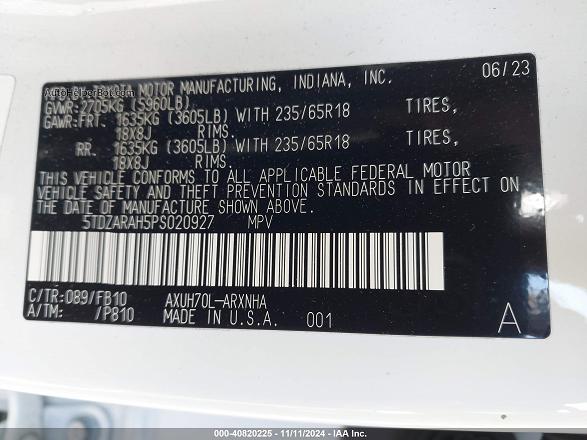 AutoHelperBot.com MOTOR MANUFACTURING, INDIANA, INC. 06/23
GVWR: 2705KG (5960LB)
GAWR: FRT. 1635KG (3605LB) WITH 235/65R18 TIRES,
18X8J RIMS.
RR. 1635KG (3605LB) WITH 235/65R18 TIRES,
18X8J RIMS.
THIS VEHICLE CONFORMS TO ALL APPLICABLE FEDERAL MOTOR
VEHICLE SAFETY AND THEFT PREVENTION STANDARDS IN EFFECT ON
THE DATE OF MANUFACTURE SHOWN ABOVE.
5TDZARAH5PS020927 MPV
C/TR: 089/FB10 AXUH70L-ARXNHA
A/TM: /P810 MADE IN U.S.A. 001 A
000-40820225 - 11/11/2024 - IAA Inc.